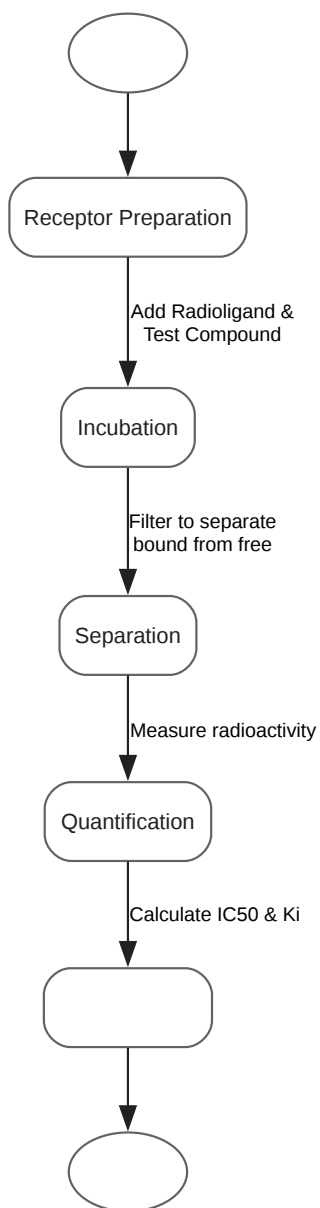 Receptor Preparation
Add Radioligand &
Test Compound
Incubation
Filter to separate
bound from free
Separation
Measure radioactivity
Quantification
Calculate IC50 & Ki